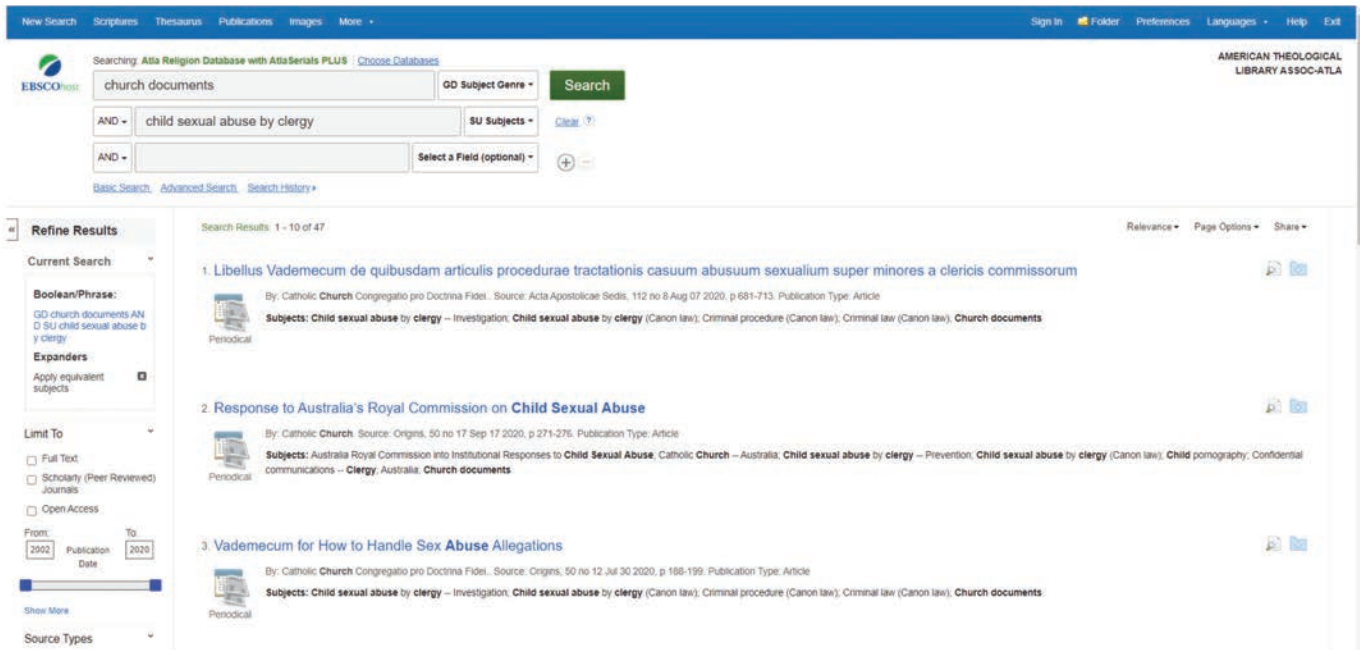 New Search Scriptures Thesaurus Publications Images More
Sign In Folder Preferences Languages Help Exit
EBSCOhost
Searching: Atla Religion Database with AtlaSerials PLUS Choose Databases
AMERICAN THEOLOGICAL
LIBRARY ASSOC-ATLA
church documents GD Subject Genre Search
AND child sexual abuse by clergy SU Subjects Clear ?
AND Select a Field (optional)
Basic Search Advanced Search Search History
Refine Results
Search Results: 1 - 10 of 47
Relevance Page Options Share
Current Search
Boolean/Phrase:
GD church documents AN
D SU child sexual abuse b
y clergy
Expanders
Apply equivalent
subjects
Limit To
Full Text
Scholarly (Peer Reviewed)
Journals
Open Access
From: To:
2002 Publication 2020
Date
Show More
Source Types
1. Libellus Vademecum de quibusdam articulis procedurae tractationis casuum abusuum sexualium super minores a clericis commissorum
By: Catholic Church Congregatio pro Doctrina Fidei.. Source: Acta Apostolicae Sedis, 112 no 8 Aug 07 2020, p 681-713. Publication Type: Article
Subjects: Child sexual abuse by clergy -- Investigation; Child sexual abuse by clergy (Canon law); Criminal procedure (Canon law); Criminal law (Canon law); Church documents
Periodical
2. Response to Australia's Royal Commission on Child Sexual Abuse
By: Catholic Church. Source: Origins, 50 no 17 Sep 17 2020, p 271-276. Publication Type: Article
Subjects: Australia Royal Commission into Institutional Responses to Child Sexual Abuse; Catholic Church -- Australia; Child sexual abuse by clergy -- Prevention; Child sexual abuse by clergy (Canon law); Child pornography; Confidential
communications -- Clergy; Australia; Church documents
Periodical
3. Vademecum for How to Handle Sex Abuse Allegations
By: Catholic Church Congregatio pro Doctrina Fidei.. Source: Origins, 50 no 12 Jul 30 2020, p 188-199. Publication Type: Article
Subjects: Child sexual abuse by clergy -- Investigation; Child sexual abuse by clergy (Canon law); Criminal procedure (Canon law); Criminal law (Canon law); Church documents
Periodical